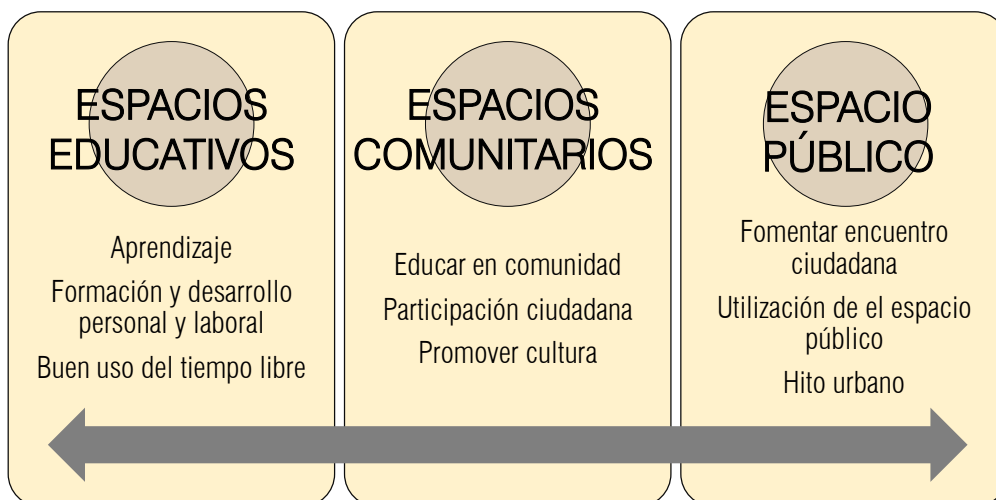 ESPACIOS
EDUCATIVOS
Aprendizaje
Formación y desarrollo
personal y laboral
Buen uso del tiempo libre
ESPACIOS
COMUNITARIOS
Educar en comunidad
Participación ciudadana
Promover cultura
ESPACIO
PÚBLICO
Fomentar encuentro
ciudadana
Utilización de el espacio
público
Hito urbano